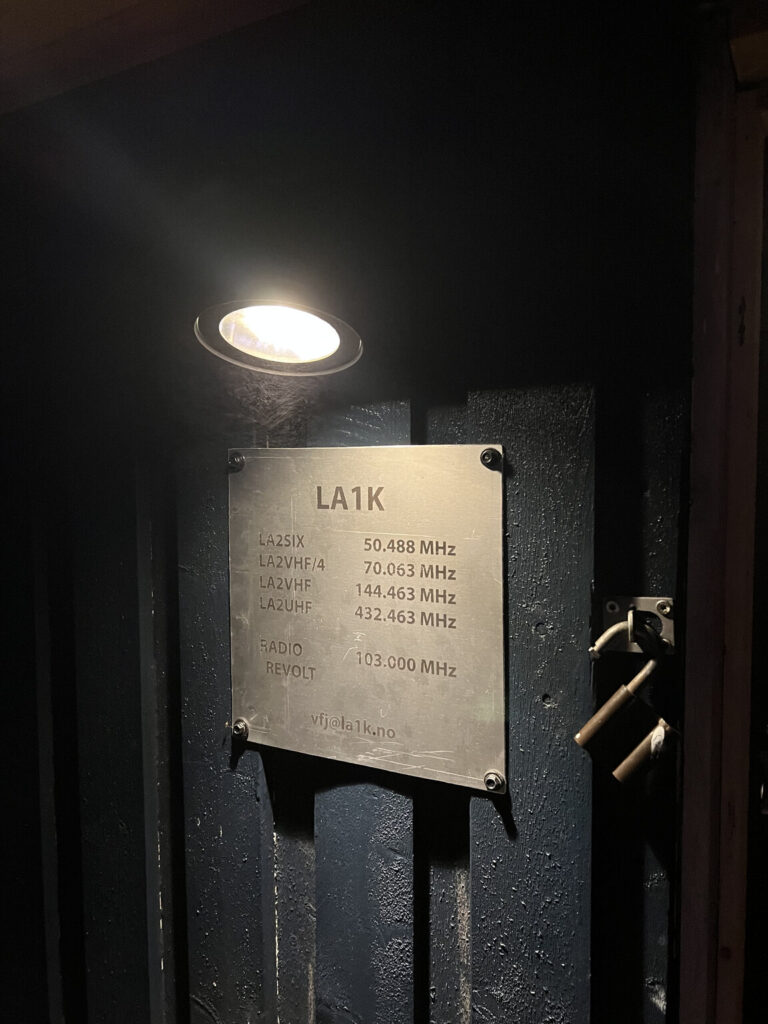 LA1K
LA2SIX 50.488 MHz
LA2VHF/4 70.063 MHz
LA2VHF 144.463 MHz
LA2UHF 432.463 MHz
RADIO 103.000 MHz
REVOLT
vfj@la1k.no